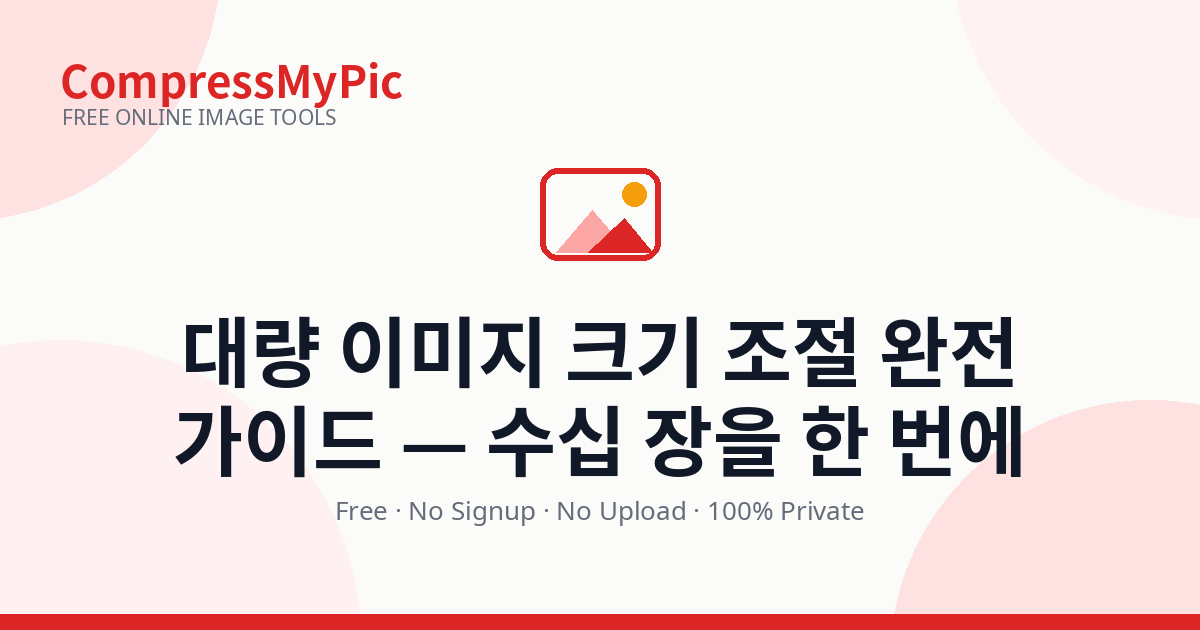 CompressMyPic
FREE ONLINE IMAGE TOOLS
대량 이미지 크기 조절 완전
가이드 — 수십 장을 한 번에
Free · No Signup · No Upload · 100% Private